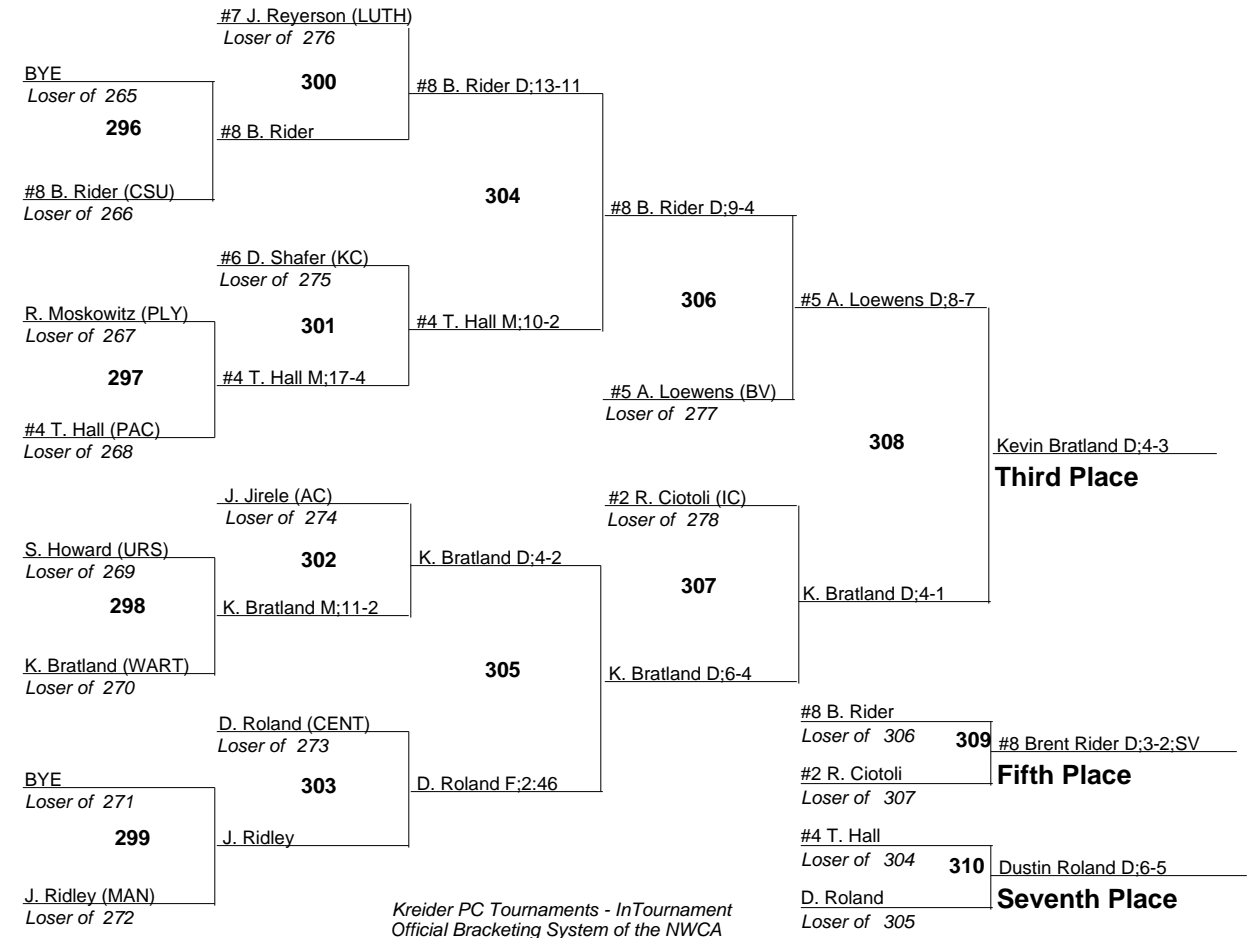 #7 J. Reyerson (LUTH)
Loser of 276
BYE
Loser of 265
300
#8 B. Rider D;13-11
296
#8 B. Rider
#8 B. Rider (CSU)
Loser of 266
304
#8 B. Rider D;9-4
#6 D. Shafer (KC)
Loser of 275
R. Moskowitz (PLY)
Loser of 267
301
#4 T. Hall M;10-2
306
#5 A. Loewens D;8-7
297
#4 T. Hall M;17-4
#5 A. Loewens (BV)
Loser of 277
#4 T. Hall (PAC)
Loser of 268
308
Kevin Bratland D;4-3
Third Place
J. Jirele (AC)
Loser of 274
#2 R. Ciotoli (IC)
Loser of 278
S. Howard (URS)
Loser of 269
302
K. Bratland D;4-2
307
K. Bratland D;4-1
298
K. Bratland M;11-2
K. Bratland (WART)
Loser of 270
305
K. Bratland D;6-4
D. Roland (CENT)
Loser of 273
#8 B. Rider
Loser of 306
309
#8 Brent Rider D;3-2;SV
Fifth Place
#2 R. Ciotoli
Loser of 307
BYE
Loser of 271
303
D. Roland F;2:46
299
J. Ridley
#4 T. Hall
Loser of 304
310
Dustin Roland D;6-5
Seventh Place
J. Ridley (MAN)
Loser of 272
D. Roland
Loser of 305
Kreider PC Tournaments - InTournament
Official Bracketing System of the NWCA